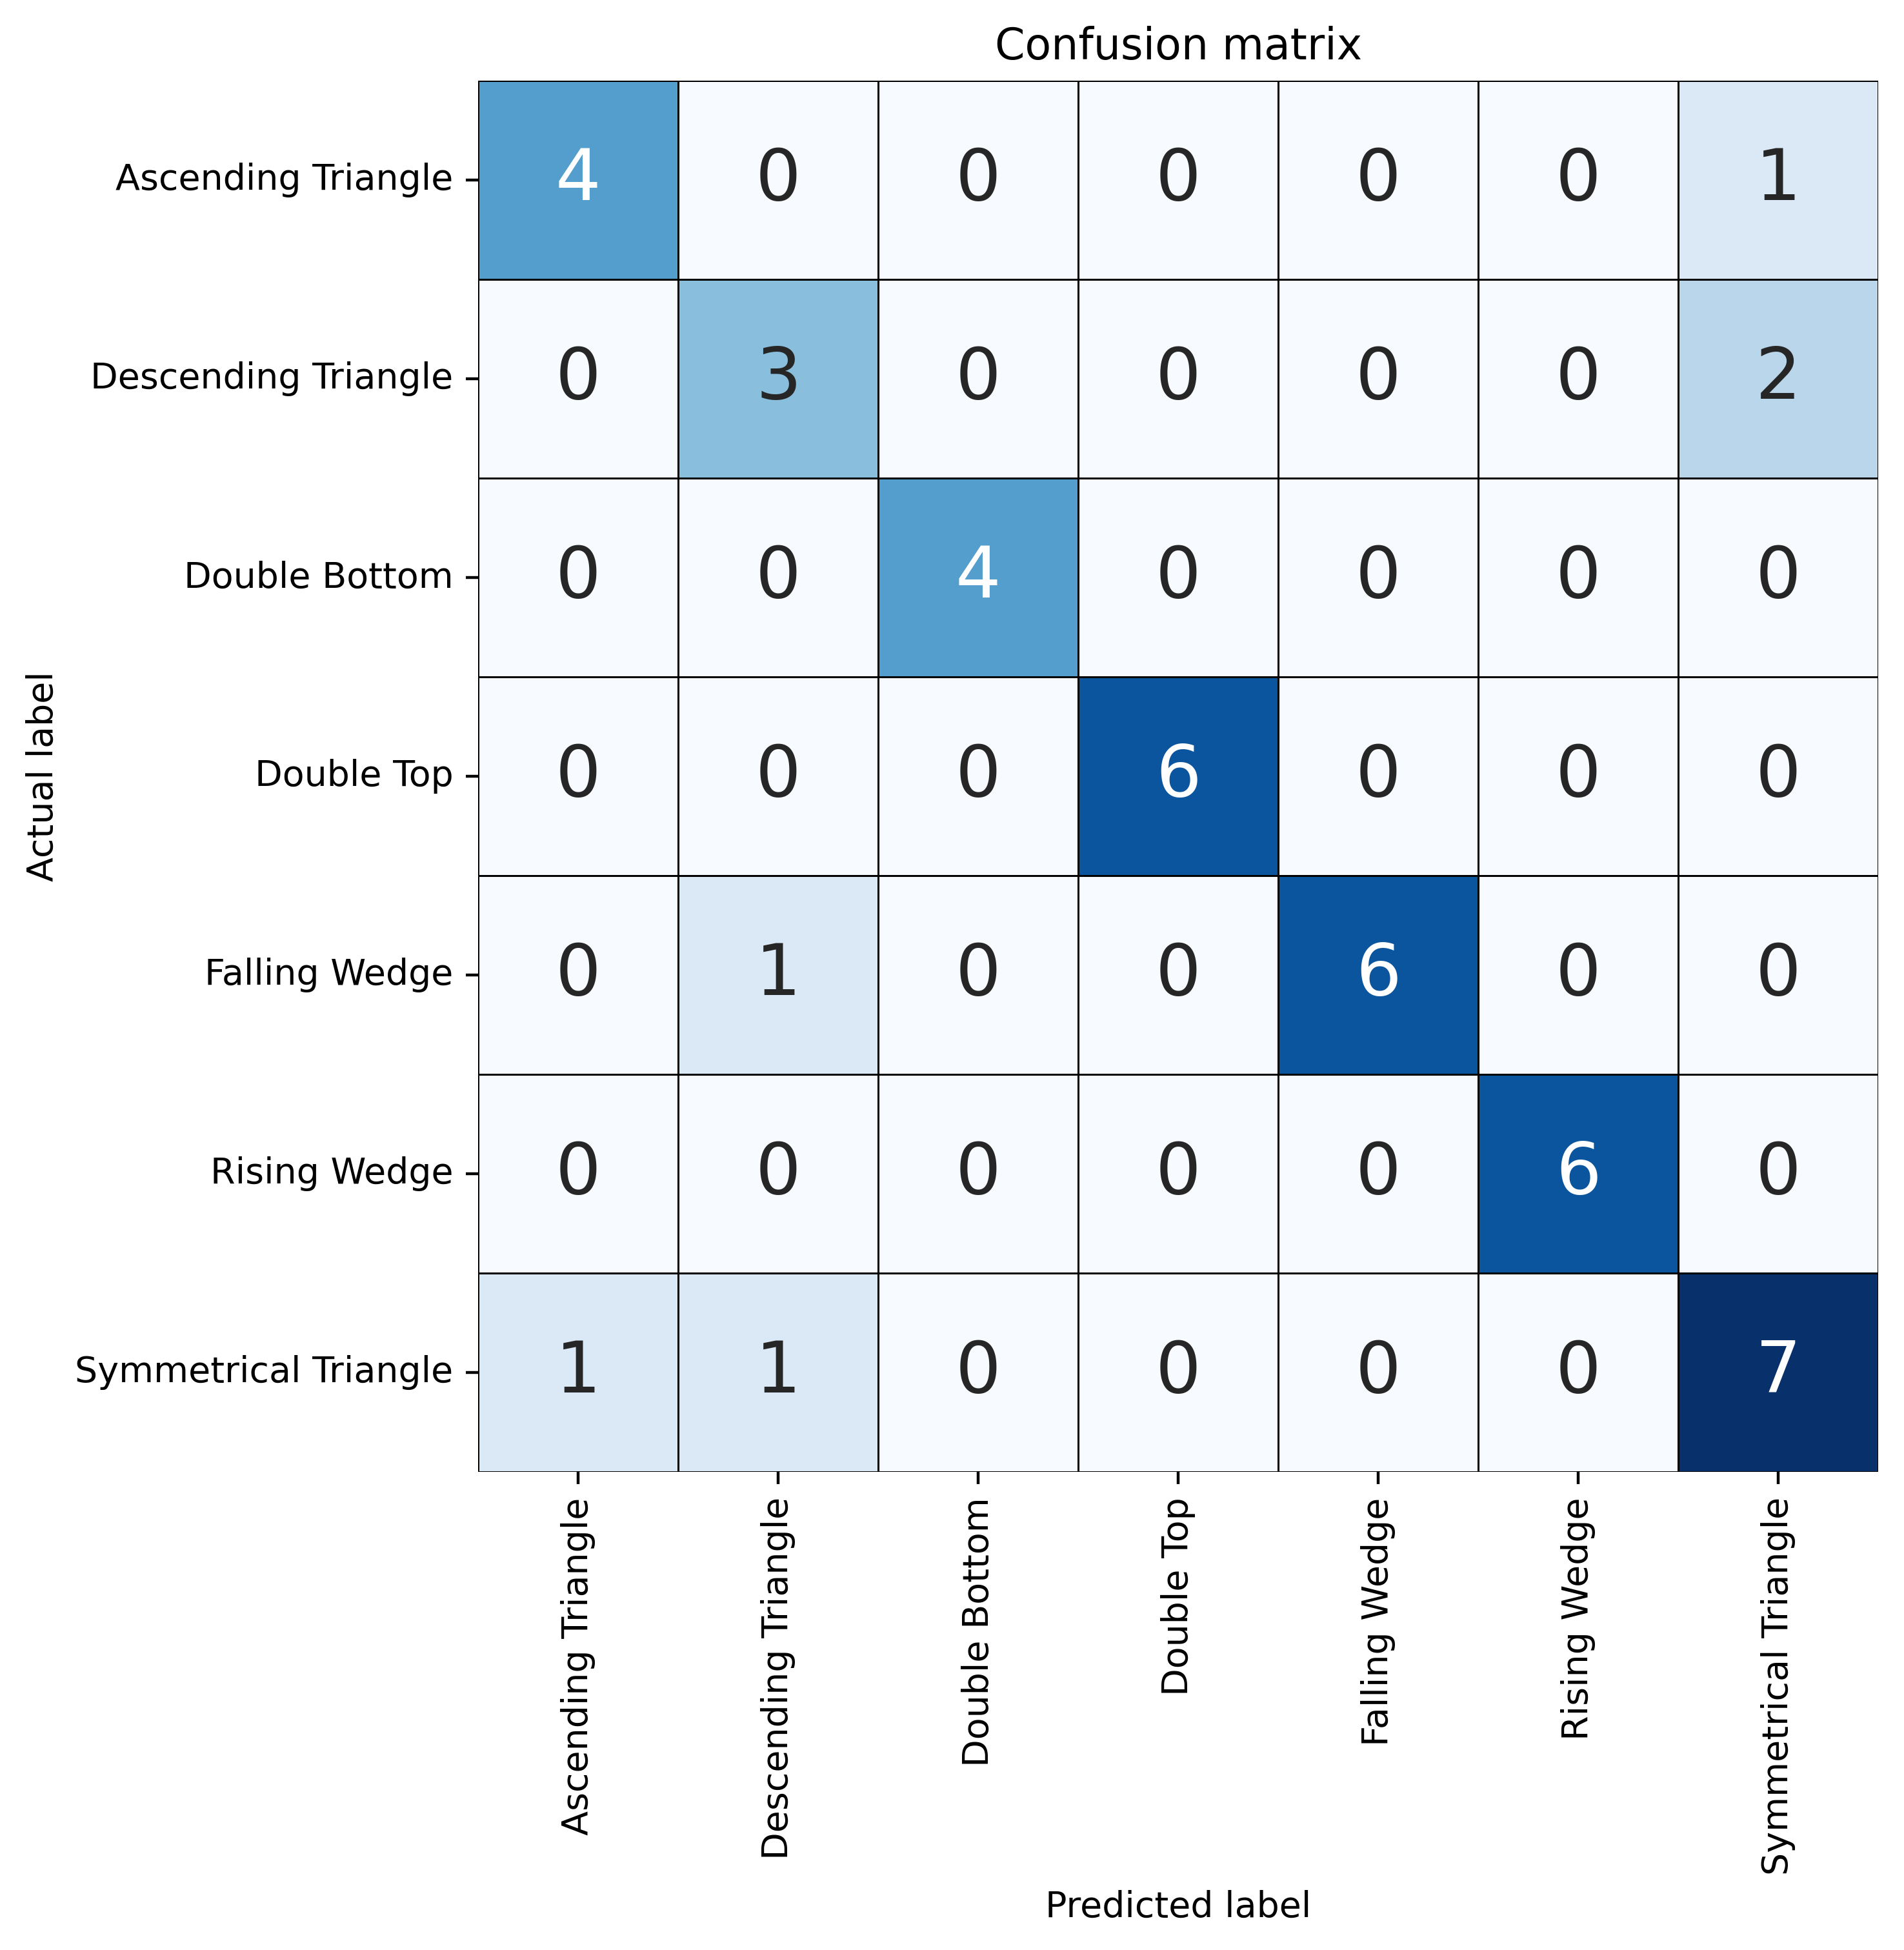 Confusion matrix
Actual label
Ascending Triangle 4 0 0 0 0 0 1
Descending Triangle 0 3 0 0 0 0 2
Double Bottom 0 0 4 0 0 0 0
Double Top 0 0 0 6 0 0 0
Falling Wedge 0 1 0 0 6 0 0
Rising Wedge 0 0 0 0 0 6 0
Symmetrical Triangle 1 1 0 0 0 0 7
Ascending Triangle
Descending Triangle
Double Bottom
Double Top
Falling Wedge
Rising Wedge
Symmetrical Triangle
Predicted label